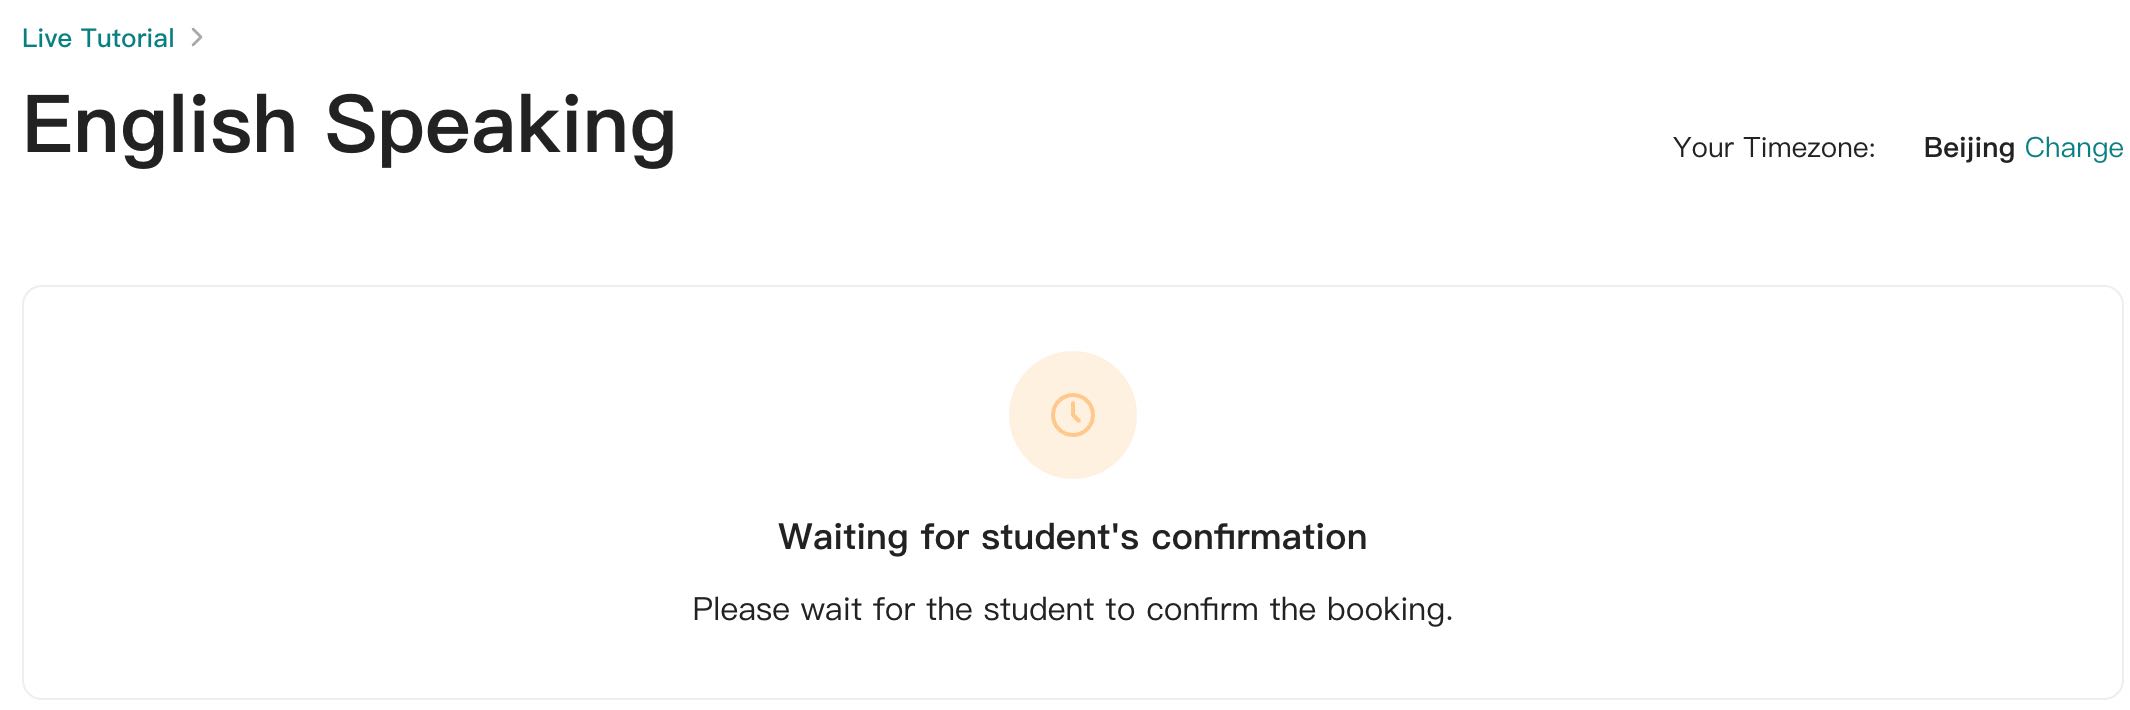 Live Tutorial
English Speaking
Your Timezone: Beijing Change
Waiting for student's confirmation
Please wait for the student to confirm the booking.